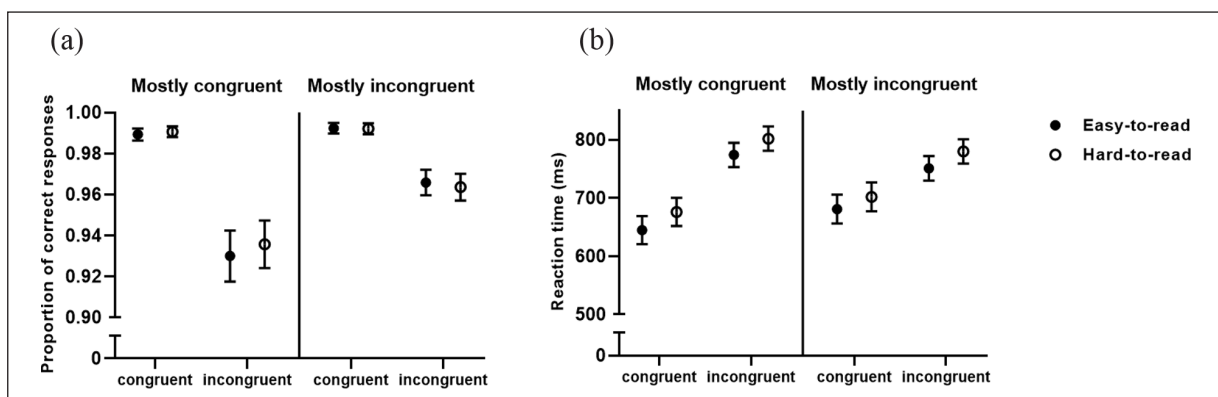 (a)
Mostly congruent Mostly incongruent
Proportion of correct responses
1.00
0.98
0.96
0.94
0.92
0.90
0
congruent incongruent congruent incongruent
(b)
Mostly congruent Mostly incongruent
Reaction time (ms)
800
700
600
500
0
congruent incongruent congruent incongruent
Easy-to-read
Hard-to-read